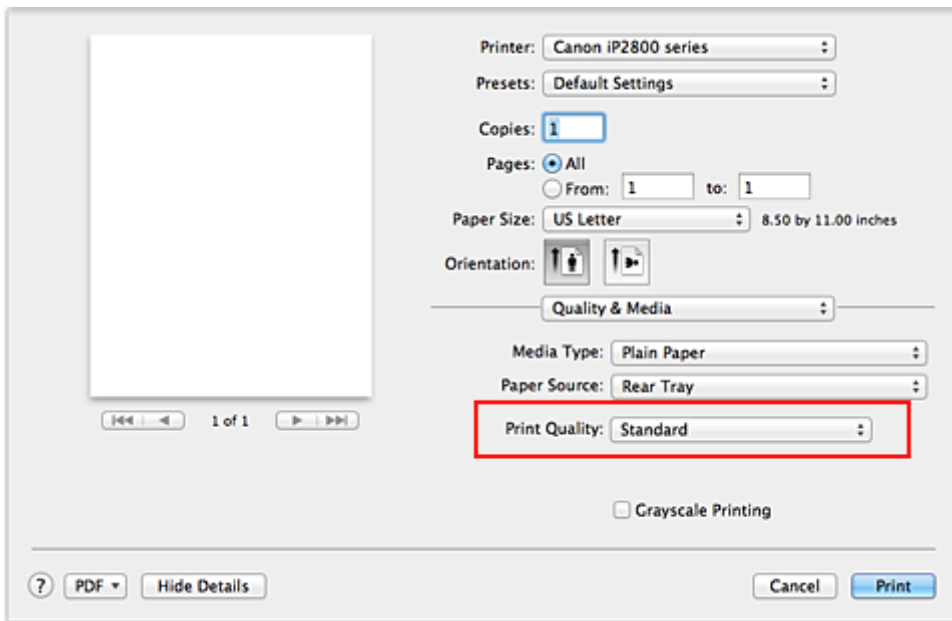 Printer: Canon iP2800 series
Presets: Default Settings
Copies: 1
Pages: All
From: 1 to: 1
Paper Size: US Letter 8.50 by 11.00 inches
Orientation:
Quality & Media
Media Type: Plain Paper
Paper Source: Rear Tray
1 of 1
Print Quality: Standard
Grayscale Printing
? PDF Hide Details Cancel Print